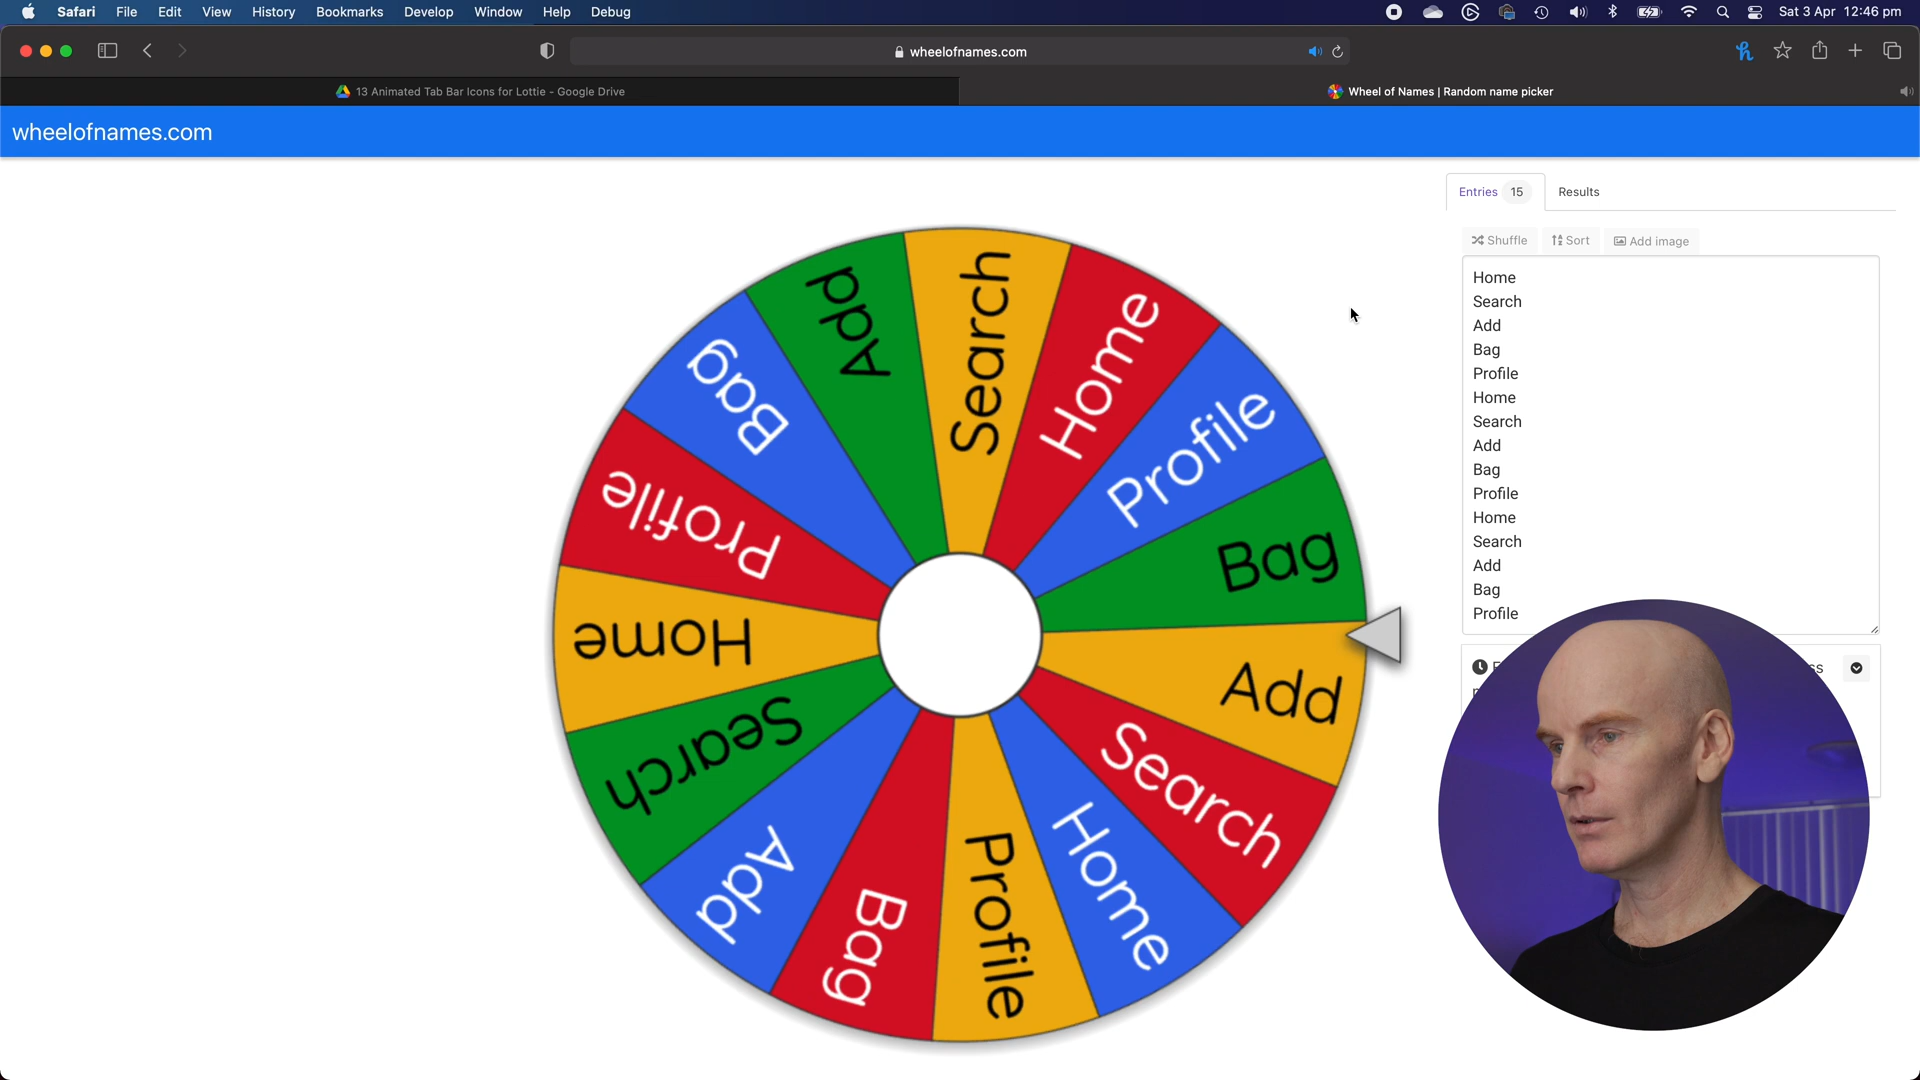 Safari File Edit View History Bookmarks Develop Window Help Debug Sat 3 Apr 12:46 pm
wheelofnames.com
13 Animated Tab Bar Icons for Lottie - Google Drive
Wheel of Names | Random name picker
wheelofnames.com
Entries 15 Results
Shuffle Sort Add image
Home
Search
Add
Bag
Profile
Home
Search
Add
Bag
Profile
Home
Search
Add
Bag
Profile
Search
Home
Profile
Bag
Add
Search
Home
Profile
Bag
Add
Search
Home
Profile
Bag
Add